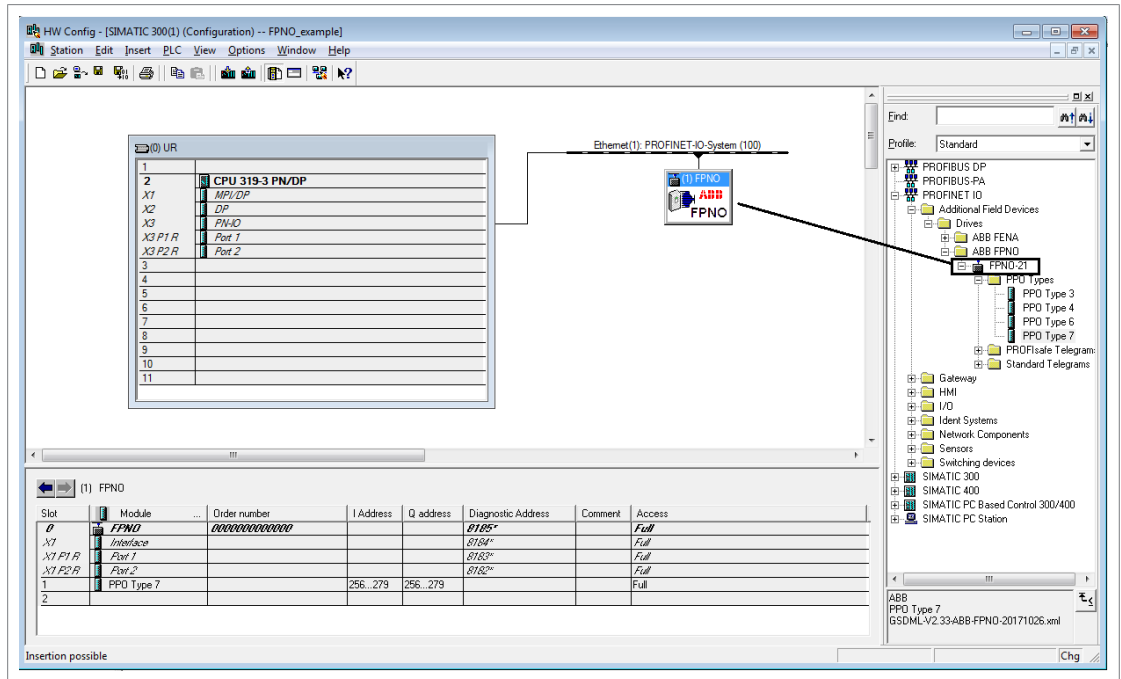 HW Config - [SIMATIC 300(1) (Configuration) -- FPNO_example]
Station Edit Insert PLC View Options Window Help
(0) UR
1
2 CPU 319-3 PN/DP
X1 MPI/DP
X2 DP
X3 PN-IO
X3 P1 R Port 1
X3 P2 R Port 2
3
4
5
6
7
8
9
10
11
Ethernet(1): PROFINET-IO-System (100)
(1) FPNO
ABB
FPNO
Find:
Profile: Standard
PROFIBUS DP
PROFIBUS-PA
PROFINET IO
Additional Field Devices
Drives
ABB FENA
ABB FPNO
FPNO-21
PPO Types
PPO Type 3
PPO Type 4
PPO Type 6
PPO Type 7
PROFIsafe Telegram
Standard Telegrams
Gateway
HMI
I/O
Ident Systems
Network Components
Sensors
Switching devices
SIMATIC 300
SIMATIC 400
SIMATIC PC Based Control 300/400
SIMATIC PC Station
(1) FPNO
Slot Module ... Order number I Address Q address Diagnostic Address Comment Access
0 FPNO 0000000000000 8185* Full
X1 Interface 8184* Full
X1 P1 R Port 1 8183* Full
X1 P2 R Port 2 8182* Full
1 PPO Type 7 256...279 256...279 Full
2
ABB
PPO Type 7
GSDML-V2.33-ABB-FPNO-20171026.xml
Insertion possible Chg